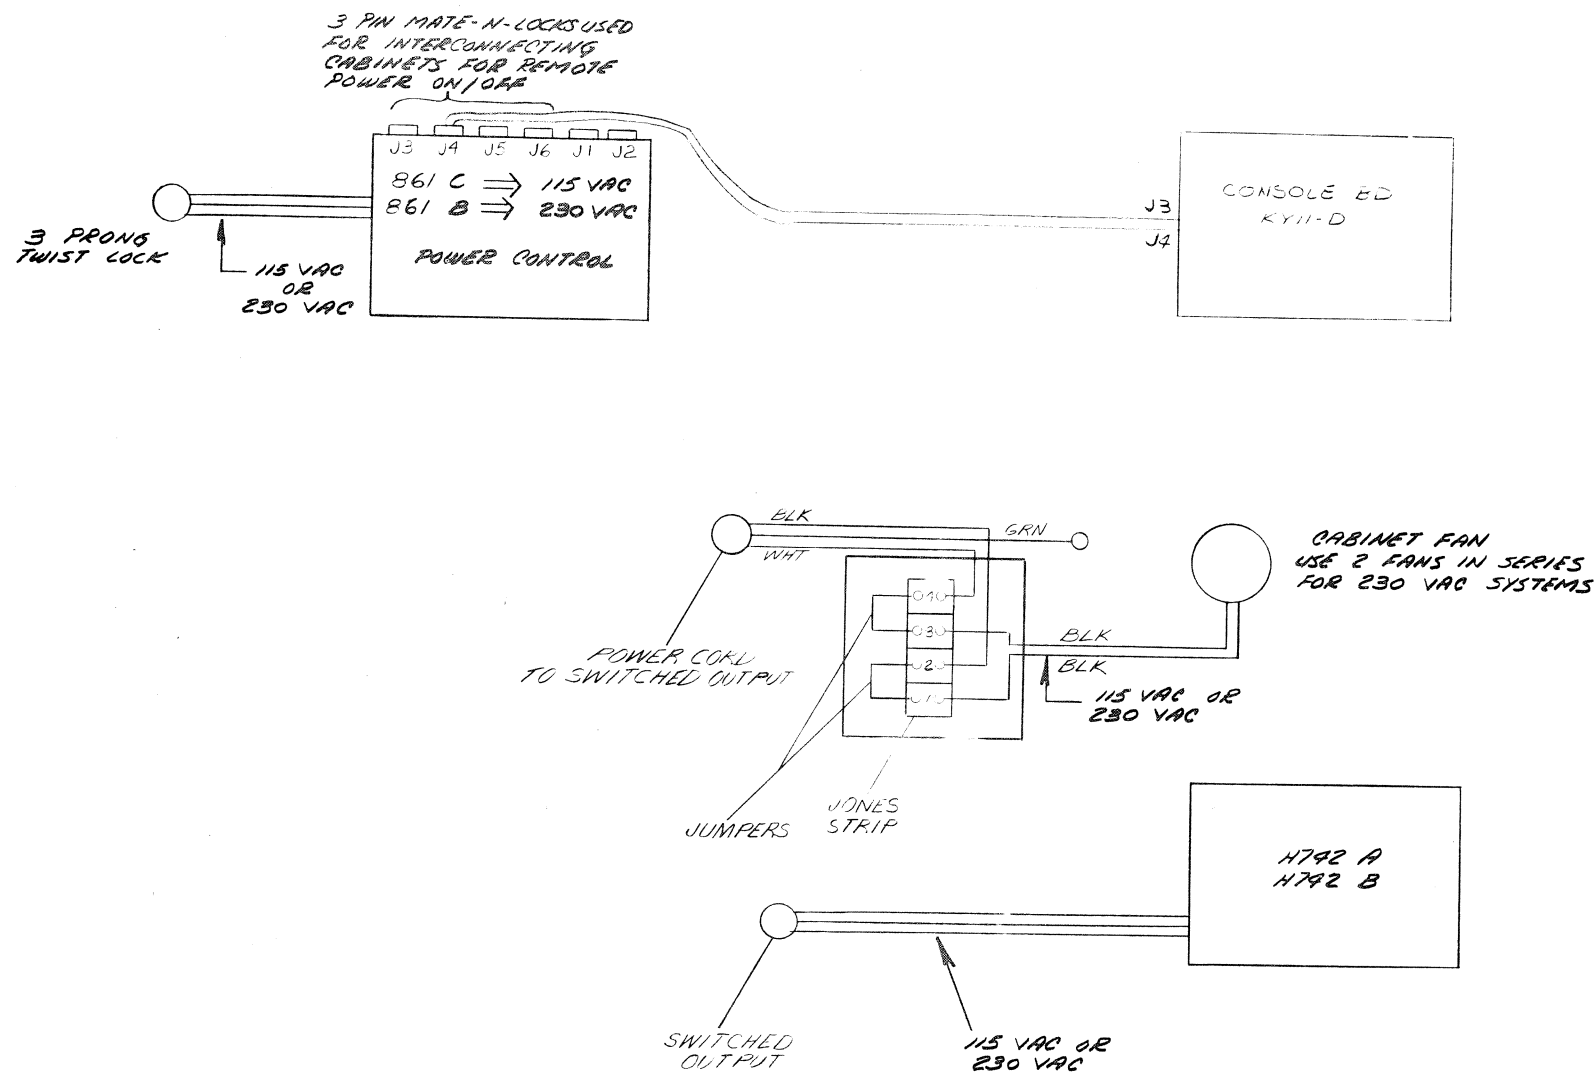 3 PIN MATE-N-LOCKS USED
FOR INTERCONNECTING
CABINETS FOR REMOTE
POWER ON/OFF
J3 J4 J5 J6 J1 J2
861 C ⇒ 115 VAC
861 B ⇒ 230 VAC
POWER CONTROL
3 PRONG
TWIST LOCK
115 VAC
OR
230 VAC
J3
J4
CONSOLE BD
KY11-D
BLK
WHT
GRN
4
3
2
1
BLK
BLK
CABINET FAN
USE 2 FANS IN SERIES
FOR 230 VAC SYSTEMS
POWER CORD
TO SWITCHED OUTPUT
115 VAC OR
230 VAC
JUMPERS
JONES
STRIP
H742 A
H742 B
SWITCHED
OUTPUT
115 VAC OR
230 VAC